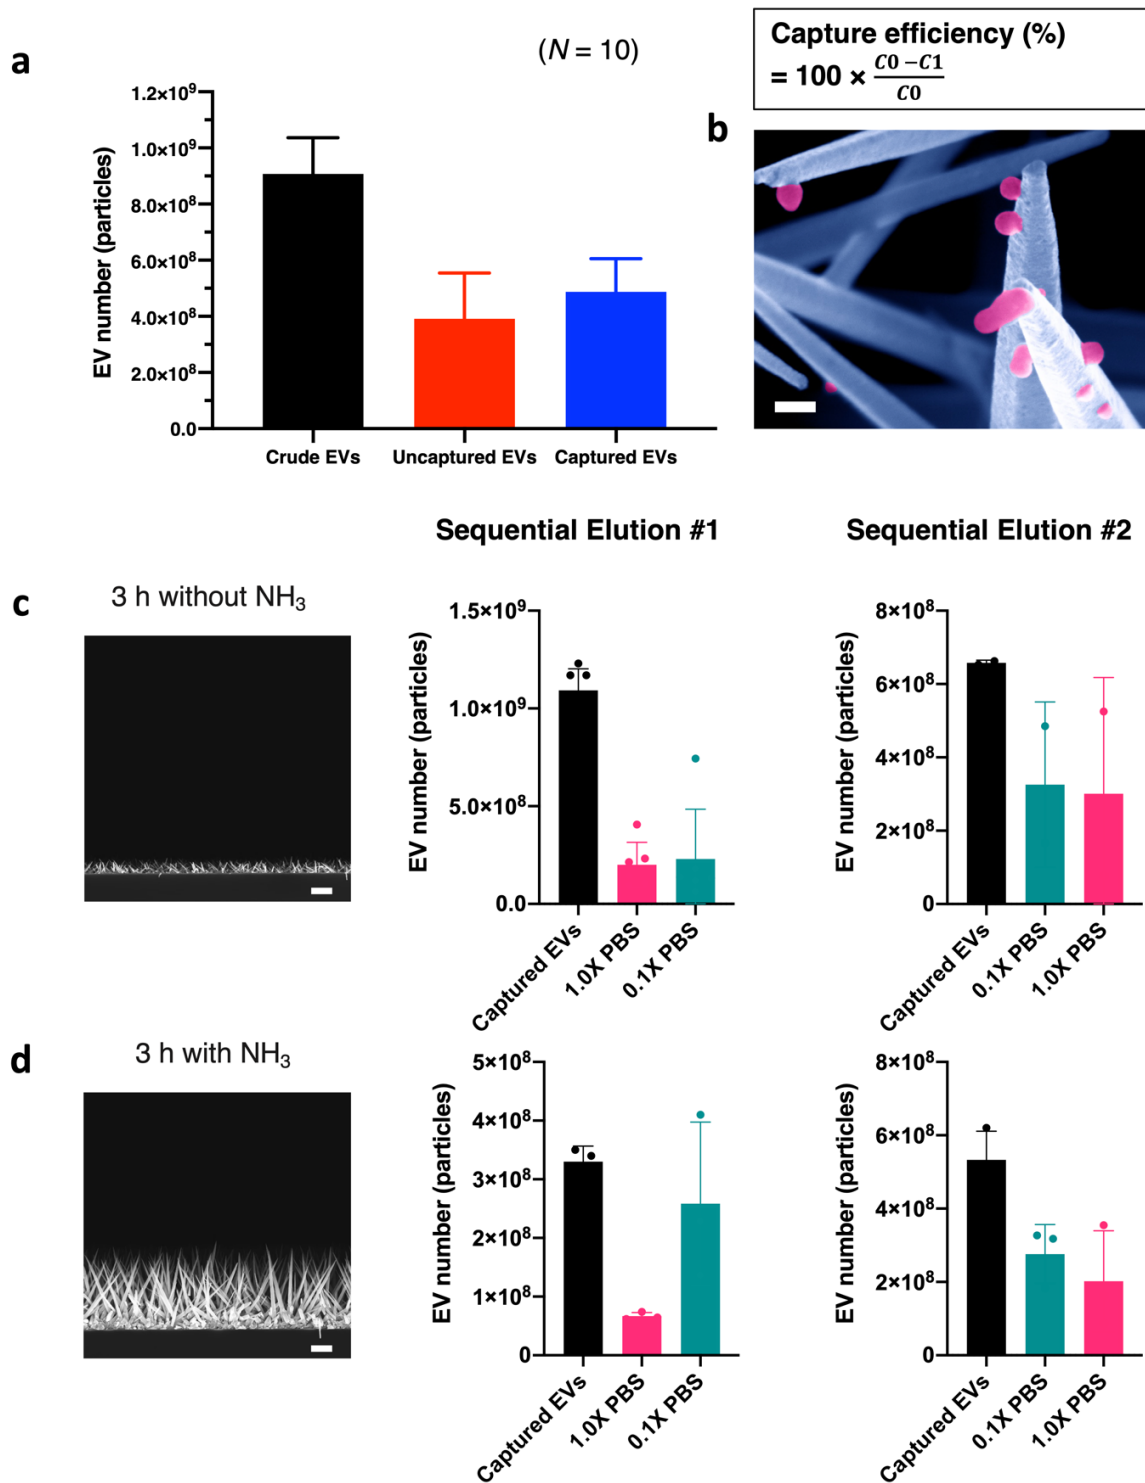 a
(N = 10)
Capture efficiency (%)
= 100 × C0 – C1 / C0
b
EV number (particles)
1.2×10⁹
1.0×10⁹
8.0×10⁸
6.0×10⁸
4.0×10⁸
2.0×10⁸
0.0
Crude EVs Uncaptured EVs Captured EVs
Sequential Elution #1
Sequential Elution #2
c
3 h without NH₃
EV number (particles)
1.5×10⁹
1.0×10⁹
5.0×10⁸
0.0
Captured EVs
1.0X PBS
0.1X PBS
EV number (particles)
8×10⁸
6×10⁸
4×10⁸
2×10⁸
0
Captured EVs
0.1X PBS
1.0X PBS
d
3 h with NH₃
EV number (particles)
5×10⁸
4×10⁸
3×10⁸
2×10⁸
1×10⁸
0
Captured EVs
1.0X PBS
0.1X PBS
EV number (particles)
8×10⁸
6×10⁸
4×10⁸
2×10⁸
0
Captured EVs
0.1X PBS
1.0X PBS